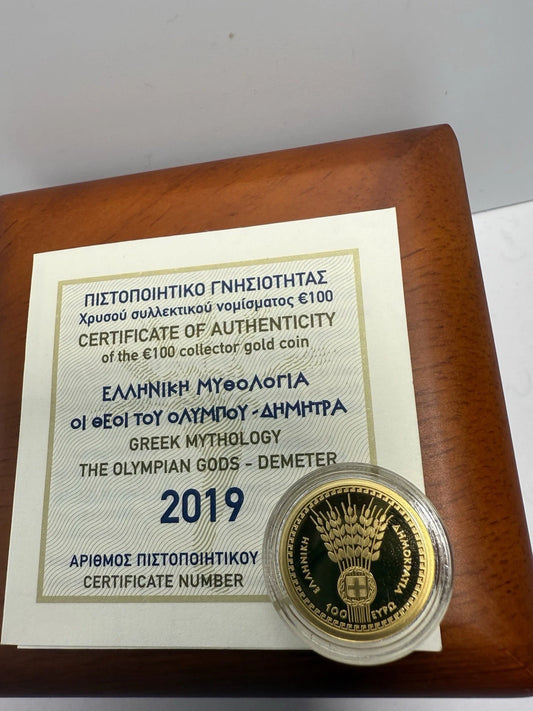 ΠΙΣΤΟΠΟΙΗΤΙΚΟ ΓΝΗΣΙΟΤΗΤΑΣ
Χρυσού συλλεκτικού νομίσματος €100
CERTIFICATE OF AUTHENTICITY
of the €100 collector gold coin
ΕΛΛΗΝΙΚΗ ΜΥΘΟΛΟΓΙΑ
ΟΙ ΘΕΟΙ ΤΟΥ ΟΛΥΜΠΟΥ - ΔΗΜΗΤΡΑ
GREEK MYTHOLOGY
THE OLYMPIAN GODS - DEMETER
2019
ΑΡΙΘΜΟΣ ΠΙΣΤΟΠΟΙΗΤΙΚΟΥ
CERTIFICATE NUMBER
ΕΛΛΗΝΙΚΗ
ΔΗΜΟΚΡΑΤΙΑ
100 ΕΥΡΩ